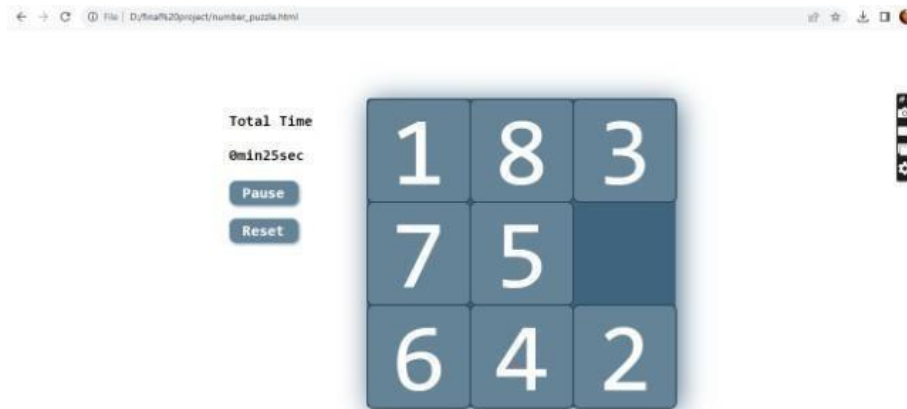 File | D:/final%20project/number_puzzle.html
Total Time
0min25sec
Pause
Reset
1 8 3
7 5
6 4 2